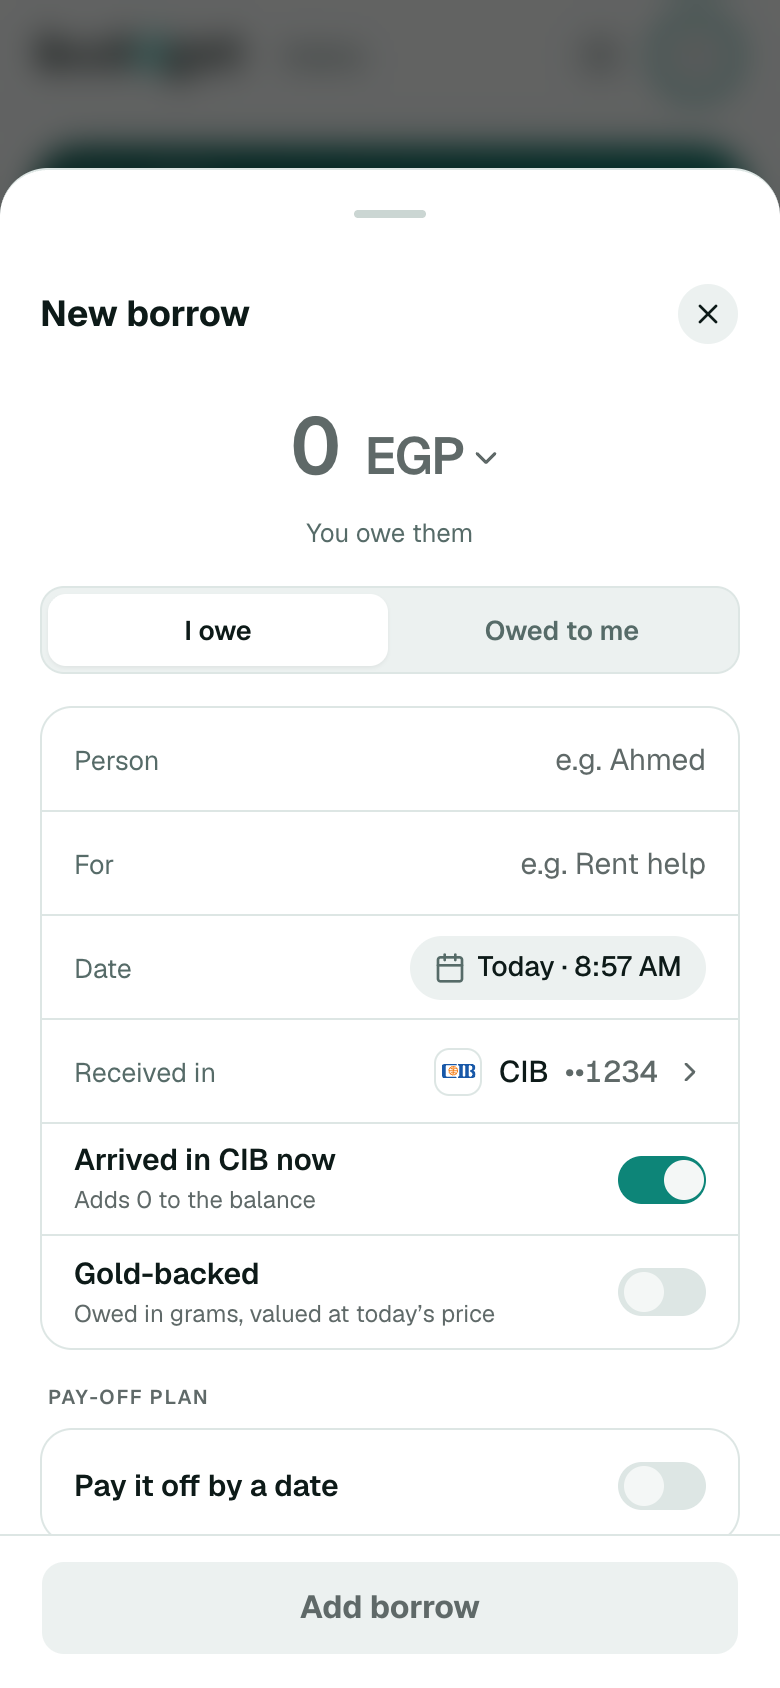 New borrow
0 EGP
You owe them
I owe
Owed to me
Person
e.g. Ahmed
For
e.g. Rent help
Date
Today · 8:57 AM
Received in
CIB
CIB ••1234
Arrived in CIB now
Adds 0 to the balance
Gold-backed
Owed in grams, valued at today’s price
PAY-OFF PLAN
Pay it off by a date
Add borrow